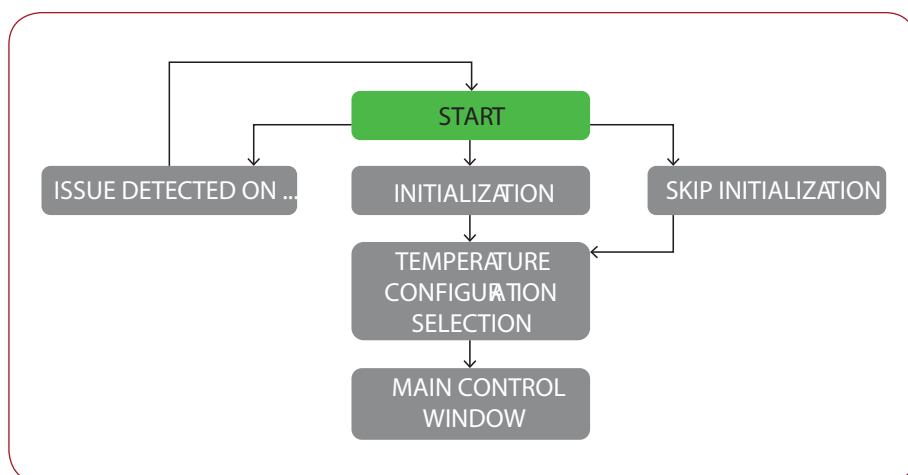 START
ISSUE DETECTED ON ...
INITIALIZATION
SKIP INITIALIZATION
TEMPERATURE
CONFIGURATION
SELECTION
MAIN CONTROL
WINDOW